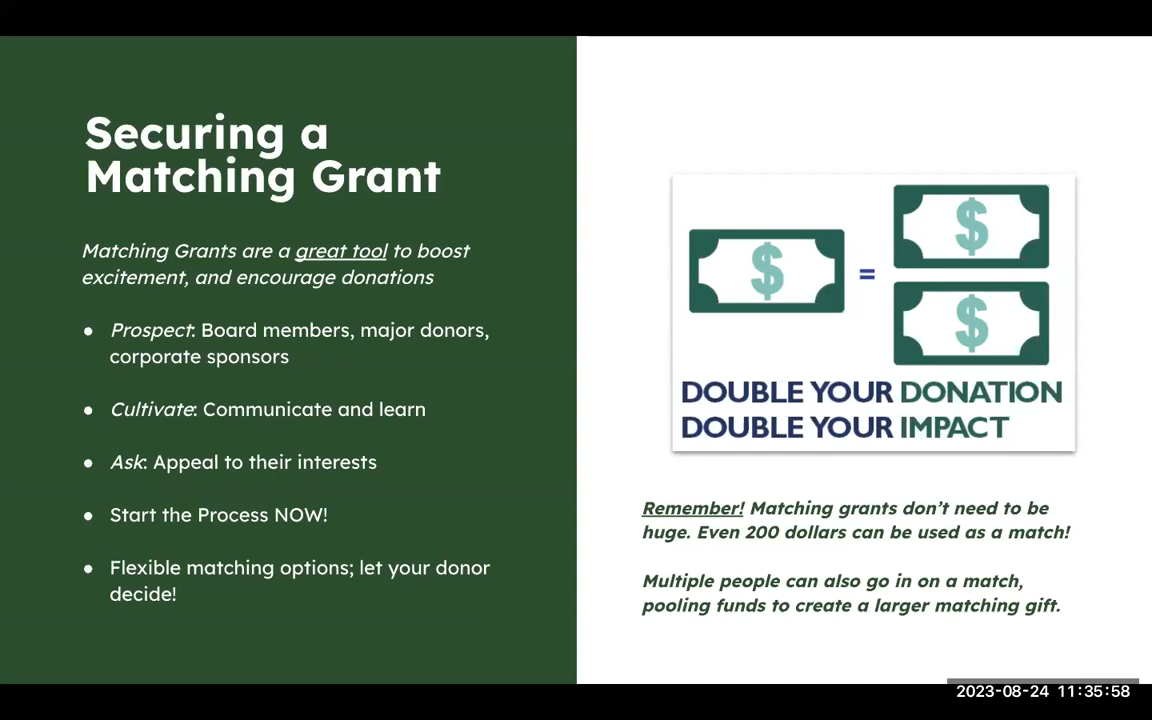 Securing a
Matching Grant
Matching Grants are a great tool to boost
excitement, and encourage donations
● Prospect: Board members, major donors,
corporate sponsors
● Cultivate: Communicate and learn
● Ask: Appeal to their interests
● Start the Process NOW!
● Flexible matching options; let your donor
decide!
$ = $
$
DOUBLE YOUR DONATION
DOUBLE YOUR IMPACT
Remember! Matching grants don’t need to be
huge. Even 200 dollars can be used as a match!
Multiple people can also go in on a match,
pooling funds to create a larger matching gift.
2023-08-24 11:35:58